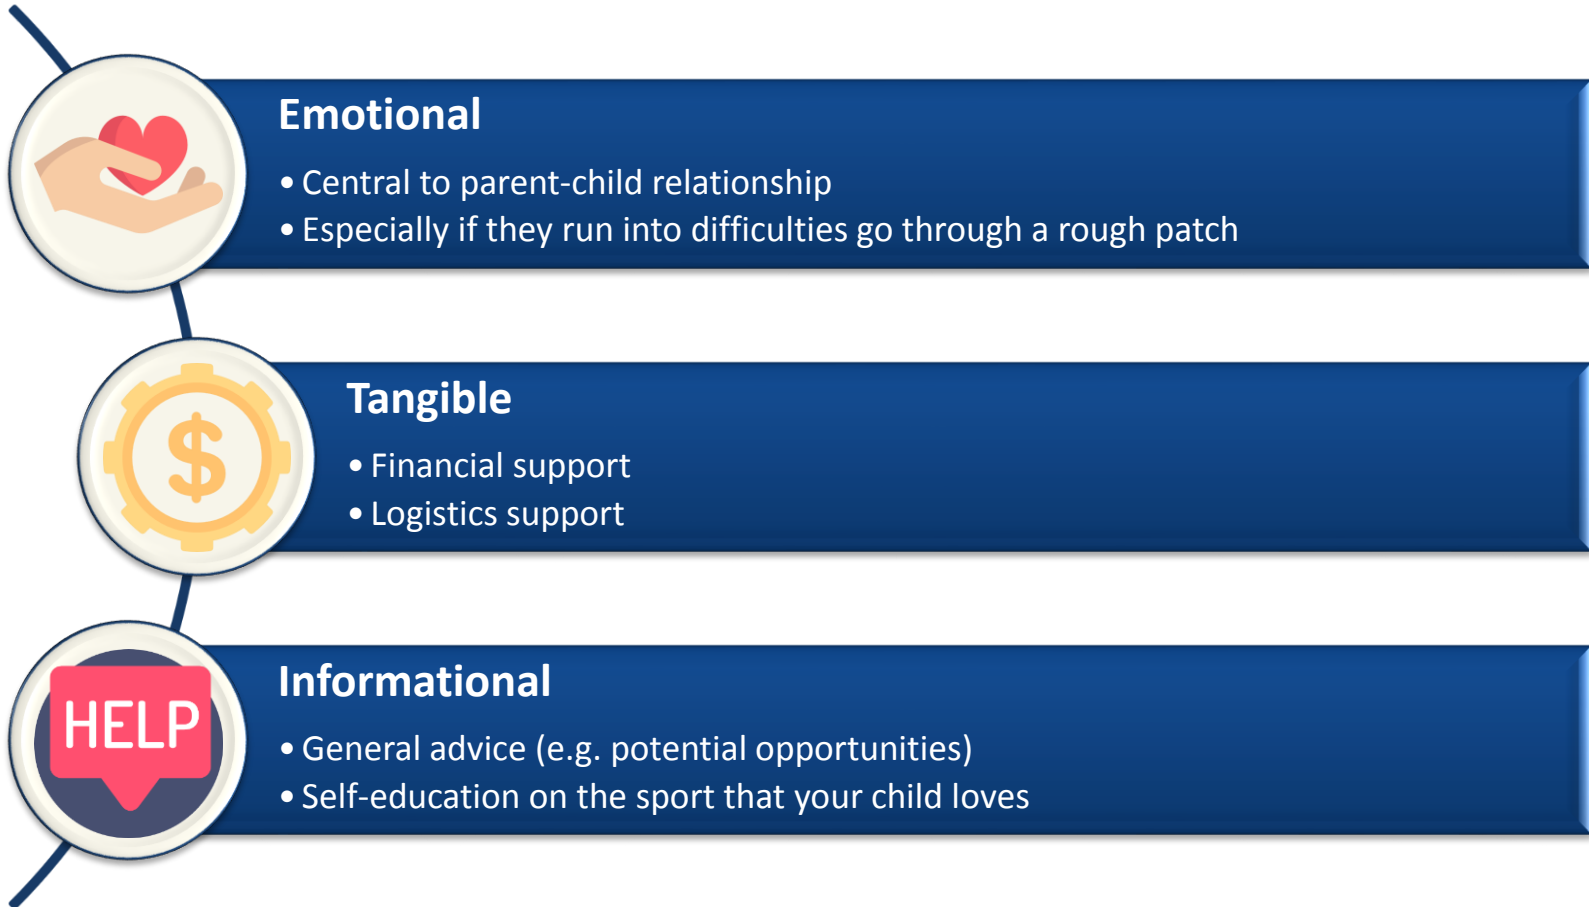 Emotional
• Central to parent-child relationship
• Especially if they run into difficulties go through a rough patch
Tangible
• Financial support
• Logistics support
HELP
Informational
• General advice (e.g. potential opportunities)
• Self-education on the sport that your child loves